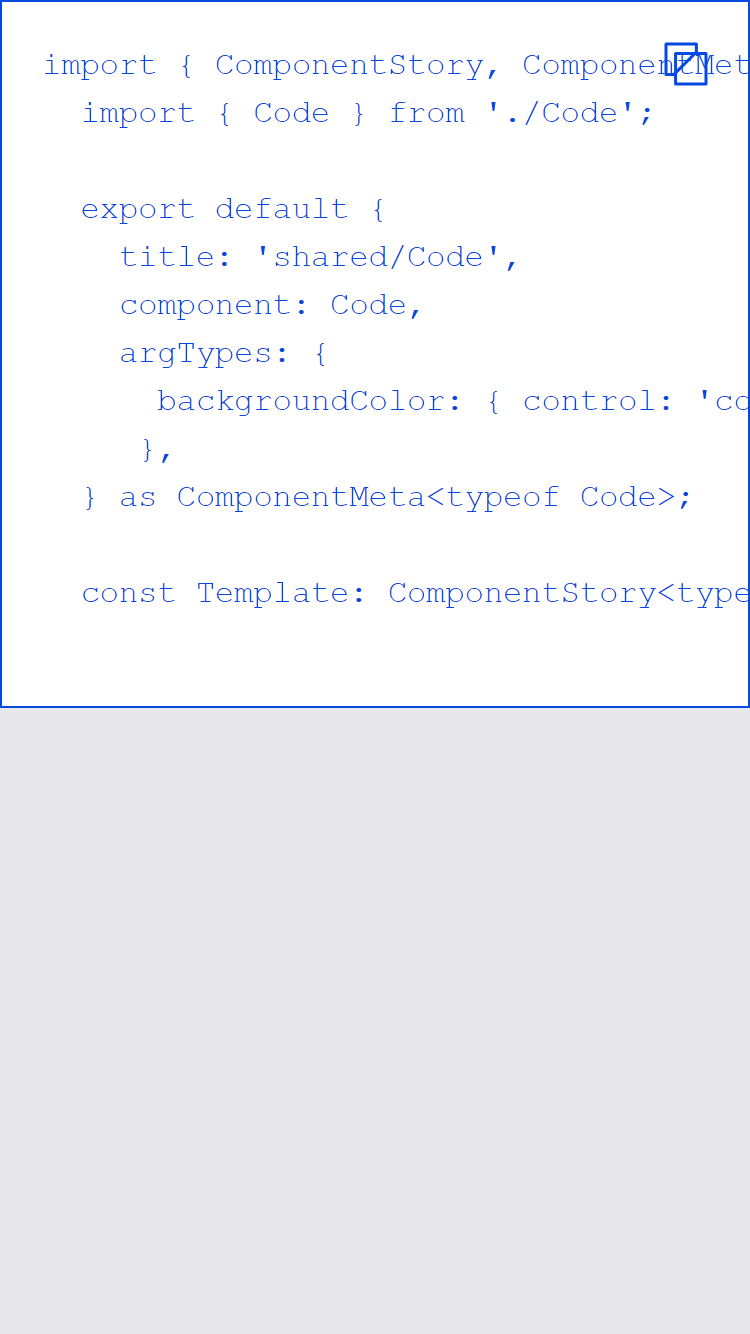 import { ComponentStory, ComponentMet
import { Code } from './Code';
export default {
title: 'shared/Code',
component: Code,
argTypes: {
backgroundColor: { control: 'co
},
} as ComponentMeta<typeof Code>;
const Template: ComponentStory<type